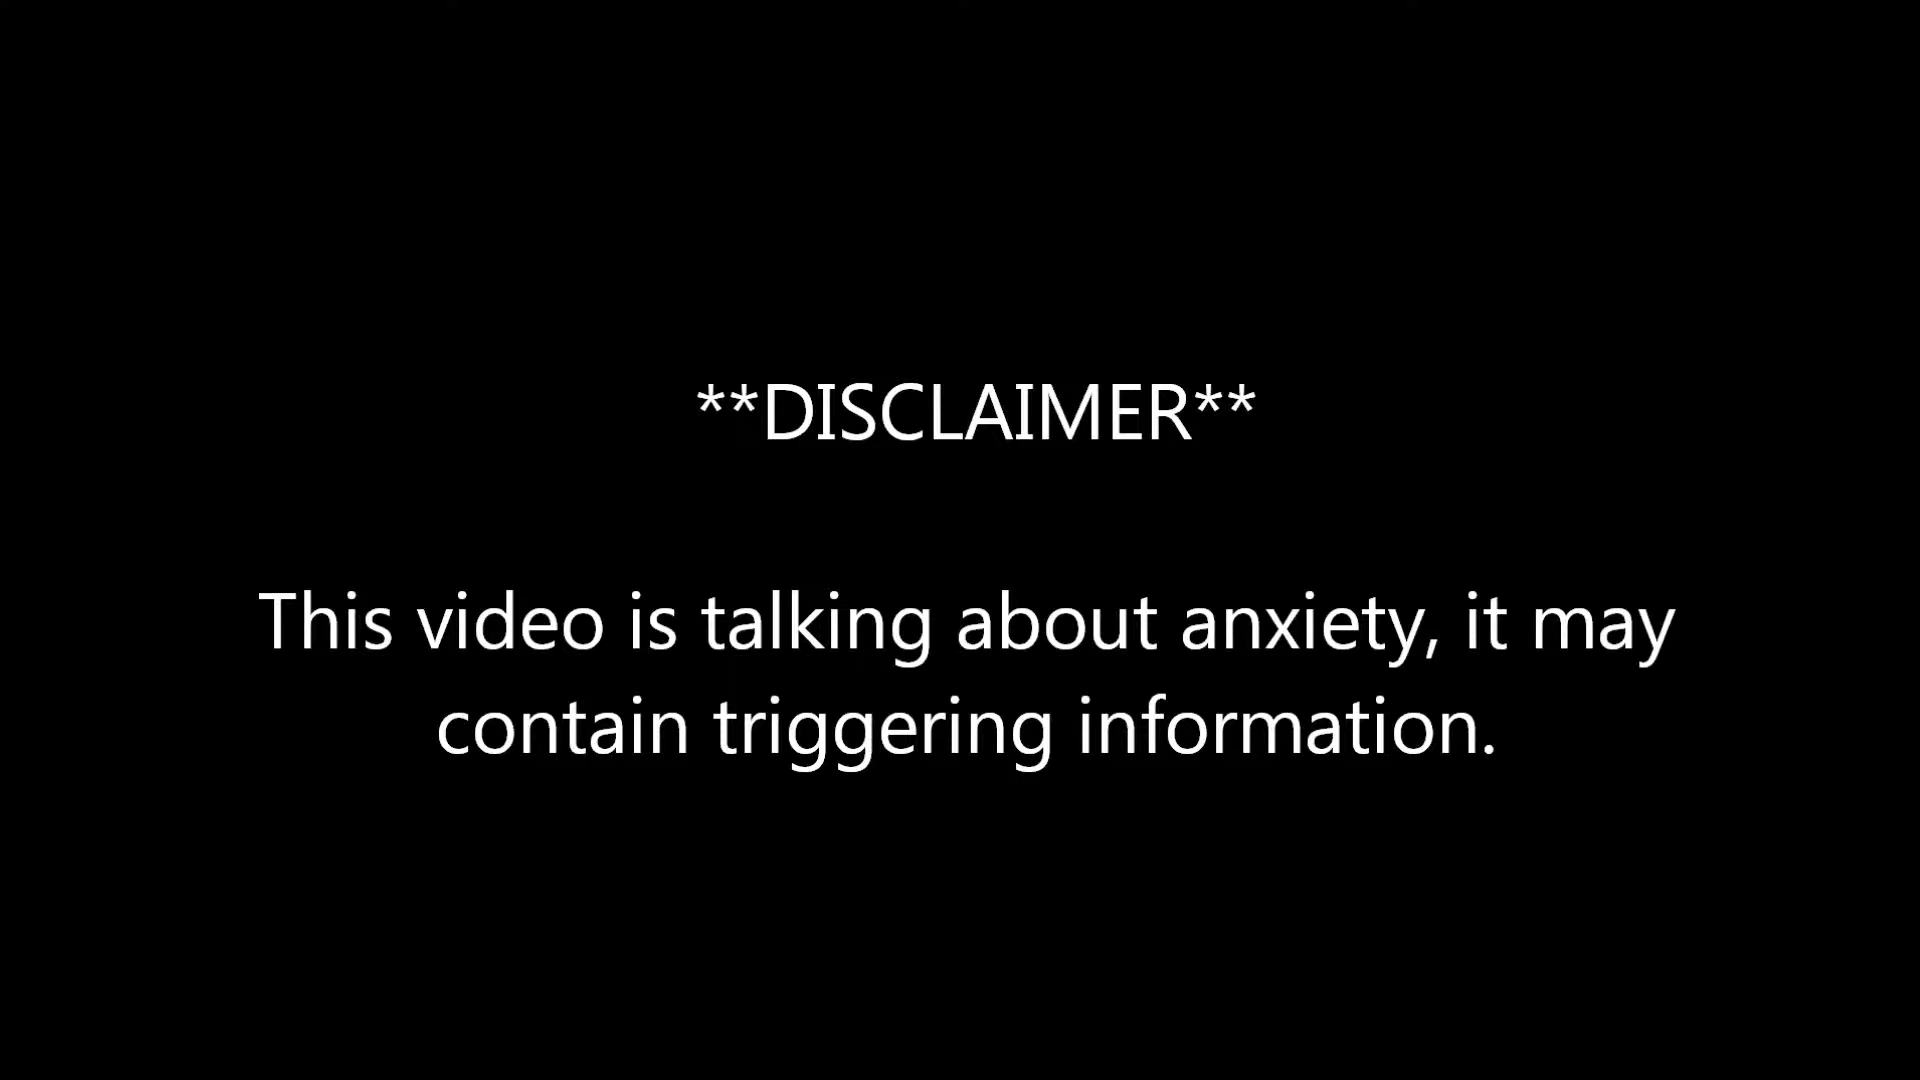 **DISCLAIMER**
This video is talking about anxiety, it may
contain triggering information.